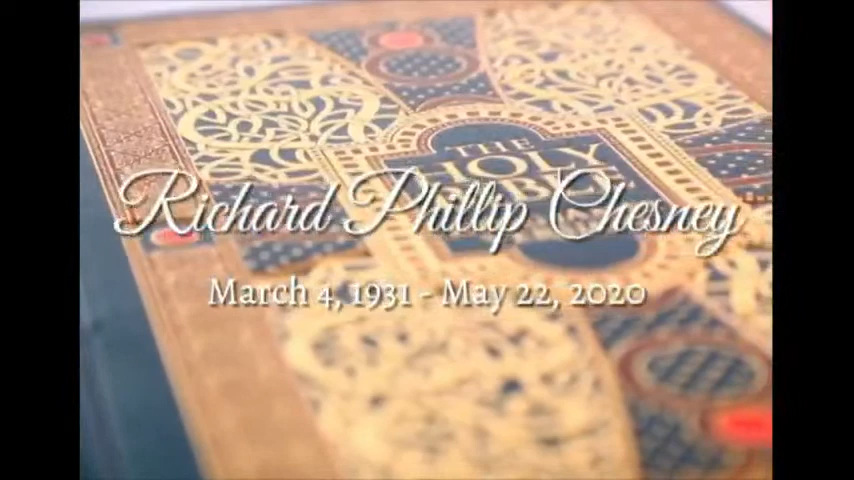 THE
HOLY
BIBLE
Richard Phillip Chesney
March 4, 1931 - May 22, 2020